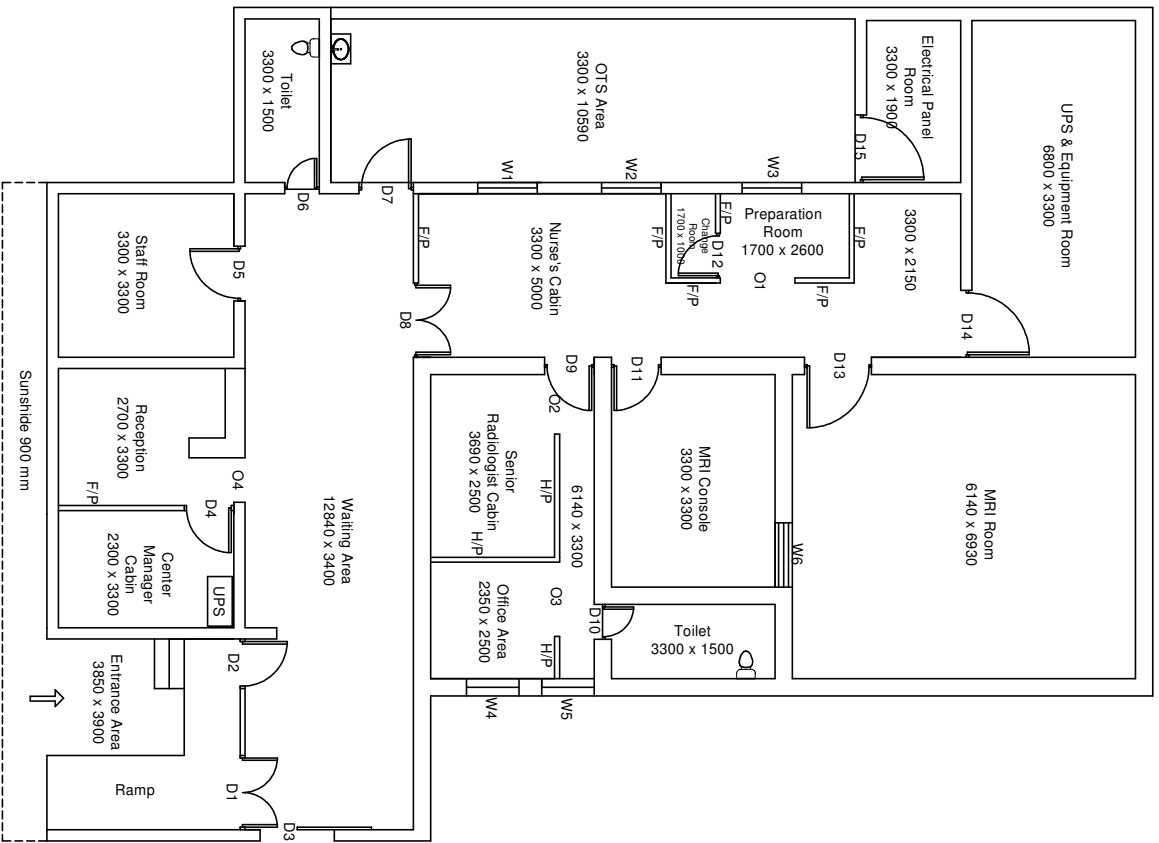 Toilet
3300 x 1500
OTS Area
3300 x 10590
Electrical Panel
Room
3300 x 1900
D15
UPS & Equipment Room
6800 x 3300
D6
D7
W1
W2
W3
Staff Room
3300 x 3300
D5
F/P
D8
Nurse's Cabin
3300 x 5000
F/P
Change
Room
1700 x 1000
F/P
D12
F/P
Preparation
Room
1700 x 2600
O1
F/P
F/P
3300 x 2150
D14
D9
D11
D13
Sunshide 900 mm
Reception
2700 x 3300
F/P
O4
D4
Center
Manager
Cabin
2300 x 3300
UPS
Waiting Area
12840 x 3400
Senior
Radiologist Cabin
3690 x 2500
O2
H/P
H/P
6140 x 3300
MRI Console
3300 x 3300
W6
MRI Room
6140 x 6930
Office Area
2350 x 2500
O3
H/P
D10
Toilet
3300 x 1500
W4
W5
Entrance Area
3850 x 3900
D2
Ramp
D1
D3